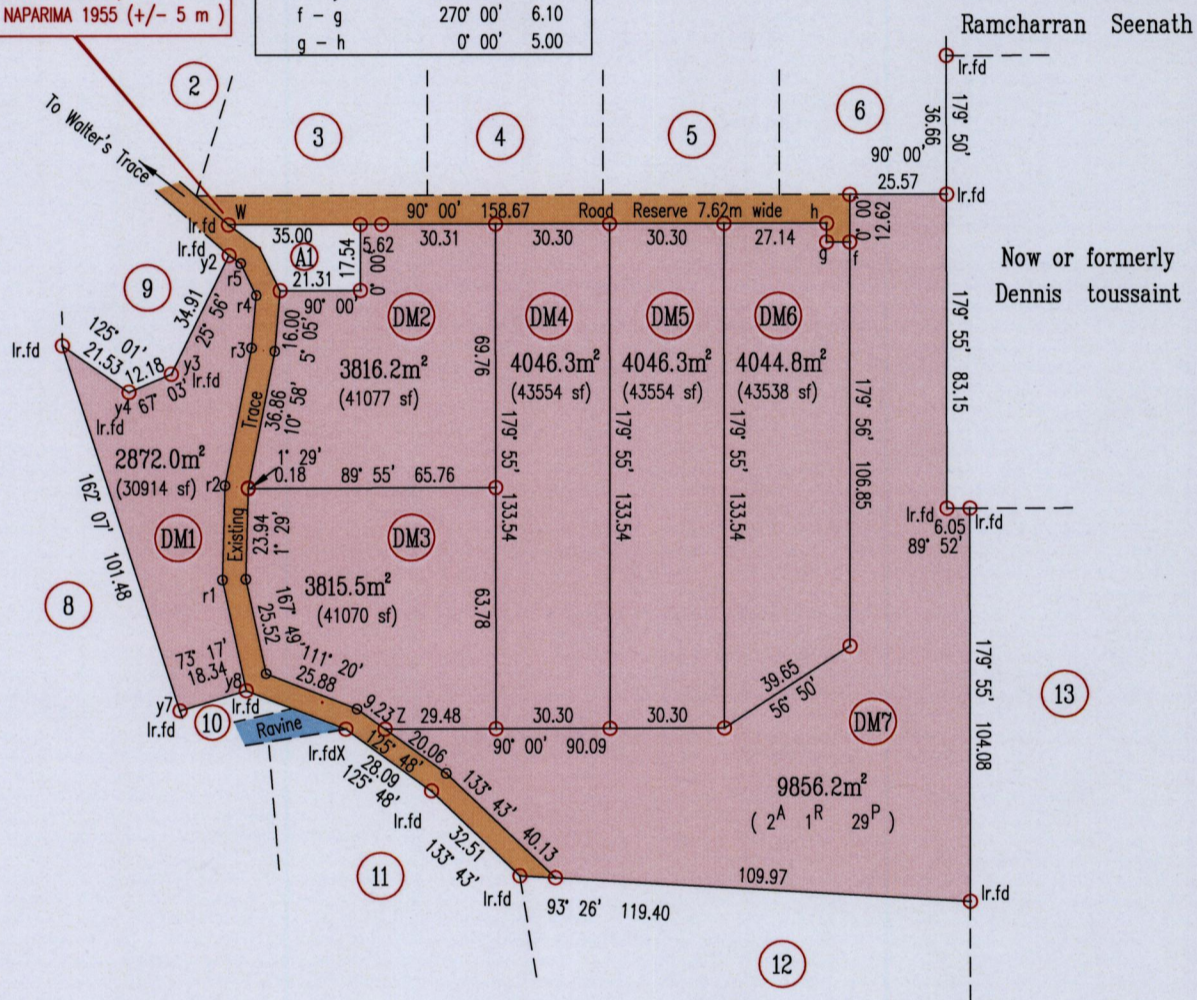 NAPARIMA 1955 (+/- 5 m )
f - g 270° 00' 6.10
g - h 0° 00' 5.00
Ramcharran Seenath
Ir.fd
2
3
4
5
6
36.66
179° 50'
To Walter's Trace
90° 00'
25.57
Ir.fd
W
90° 00' 158.67 Road Reserve 7.62m wide h
0° 00'
12.62
Ir.fd
35.00
5.62
30.31
30.30
30.30
27.14
g
f
Ir.fd
y2
A1
17.54
0° 00'
21.31
90° 00'
r5
r4
r3
Now or formerly
Dennis toussaint
9
34.91
25° 56'
16.00
5° 05'
DM2
3816.2m²
(41077 sf)
DM4
4046.3m²
(43554 sf)
DM5
4046.3m²
(43554 sf)
DM6
4044.8m²
(43538 sf)
179° 55' 83.15
Ir.fd
125° 01'
21.53
12.18
67° 03'
y3
Ir.fd
y4
Ir.fd
Trace
36.86
10° 58'
69.76
179° 55'
133.54
179° 55'
133.54
179° 55'
133.54
179° 56' 106.85
2872.0m²
(30914 sf)
r2
1° 29'
0.18
89° 55' 65.76
162° 07' 101.48
DM1
Existing
23.94
1° 29'
DM3
3815.5m²
(41070 sf)
Ir.fd
6.05
Ir.fd
89° 52'
8
r1
167° 49'
25.52
63.78
73° 17'
18.34
y8
Ir.fd
y7
Ir.fd
10
111° 20'
25.88
39.65
56° 50'
179° 55' 104.08
13
Ravine
9.23
Z
29.48
30.30
30.30
90° 00' 90.09
DM7
9856.2m²
( 2ᴬ 1ᴿ 29ᴾ )
Ir.fdX
125° 48'
20.06
28.09
125° 48'
Ir.fd
133° 43'
40.13
32.51
133° 43'
11
Ir.fd
93° 26' 119.40
109.97
Ir.fd
12